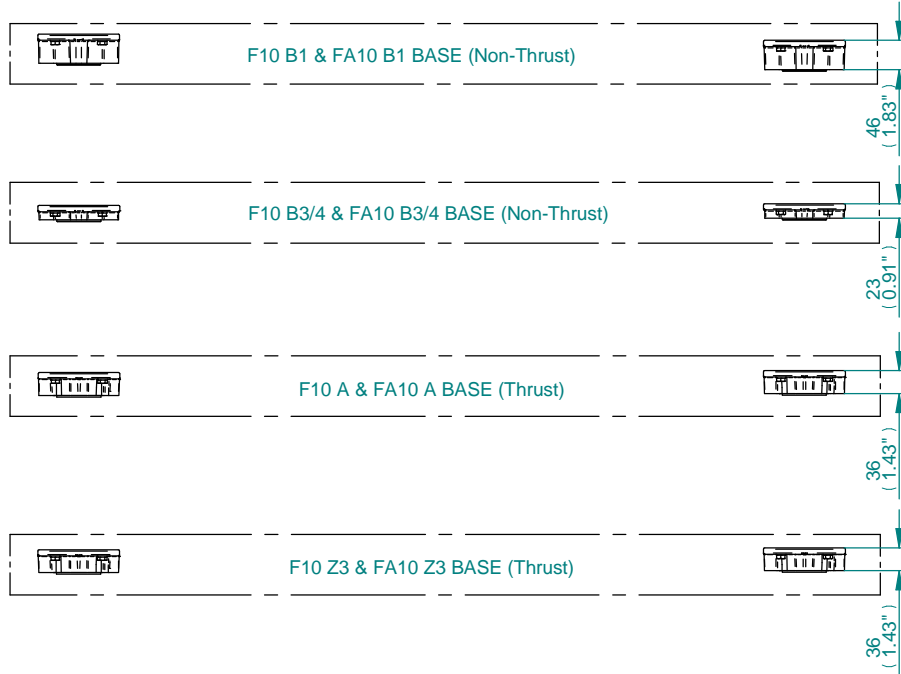 F10 B1 & FA10 B1 BASE (Non-Thrust)
46
( 1.83" )
F10 B3/4 & FA10 B3/4 BASE (Non-Thrust)
23
( 0.91" )
F10 A & FA10 A BASE (Thrust)
36
( 1.43" )
F10 Z3 & FA10 Z3 BASE (Thrust)
36
( 1.43" )